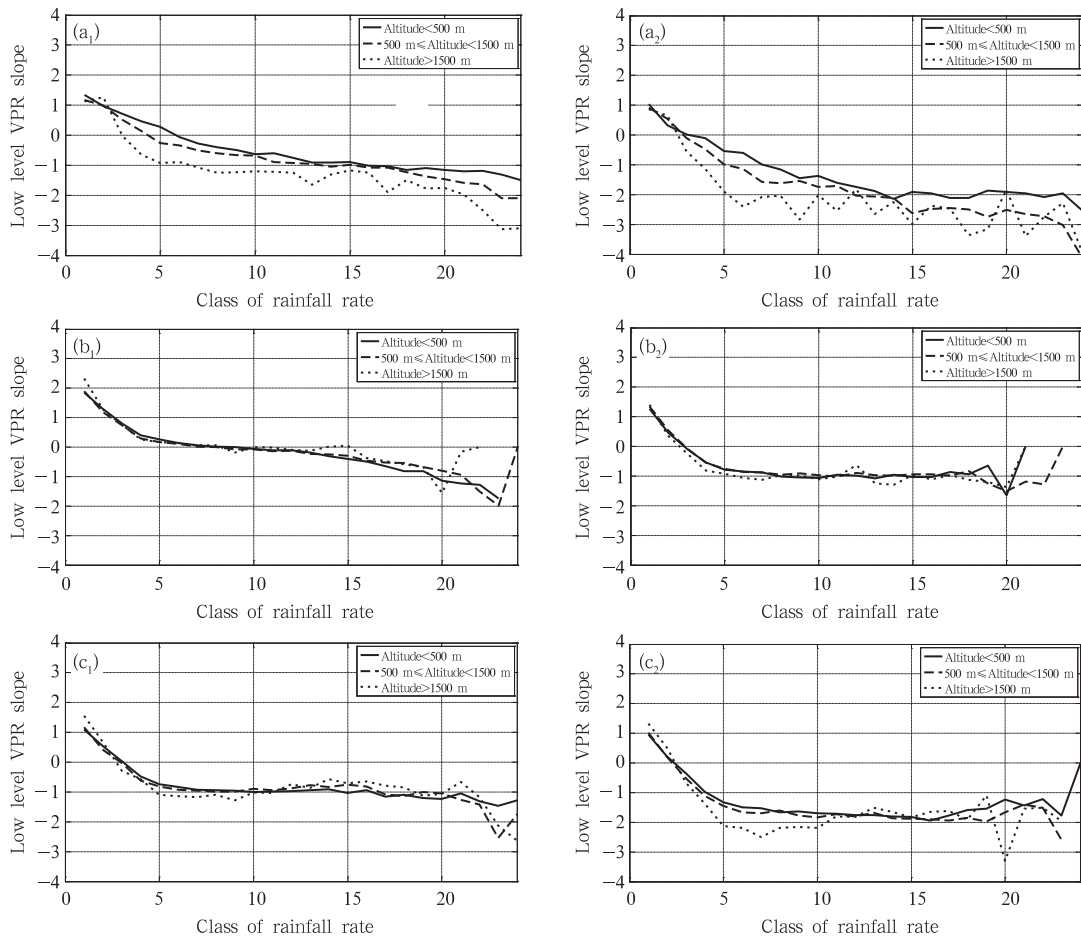 (a1)
Altitude<500 m
500 m≤Altitude<1500 m
Altitude>1500 m
4
3
2
1
0
−1
−2
−3
−4
Low level VPR slope
0 5 10 15 20
Class of rainfall rate
(a2)
Altitude<500 m
500 m≤Altitude<1500 m
Altitude>1500 m
4
3
2
1
0
−1
−2
−3
−4
Low level VPR slope
0 5 10 15 20
Class of rainfall rate
(b1)
Altitude<500 m
500 m≤Altitude<1500 m
Altitude>1500 m
4
3
2
1
0
−1
−2
−3
−4
Low level VPR slope
0 5 10 15 20
Class of rainfall rate
(b2)
Altitude<500 m
500 m≤Altitude<1500 m
Altitude>1500 m
4
3
2
1
0
−1
−2
−3
−4
Low level VPR slope
0 5 10 15 20
Class of rainfall rate
(c1)
Altitude<500 m
500 m≤Altitude<1500 m
Altitude>1500 m
4
3
2
1
0
−1
−2
−3
−4
Low level VPR slope
0 5 10 15 20
Class of rainfall rate
(c2)
Altitude<500 m
500 m≤Altitude<1500 m
Altitude>1500 m
4
3
2
1
0
−1
−2
−3
−4
Low level VPR slope
0 5 10 15 20
Class of rainfall rate